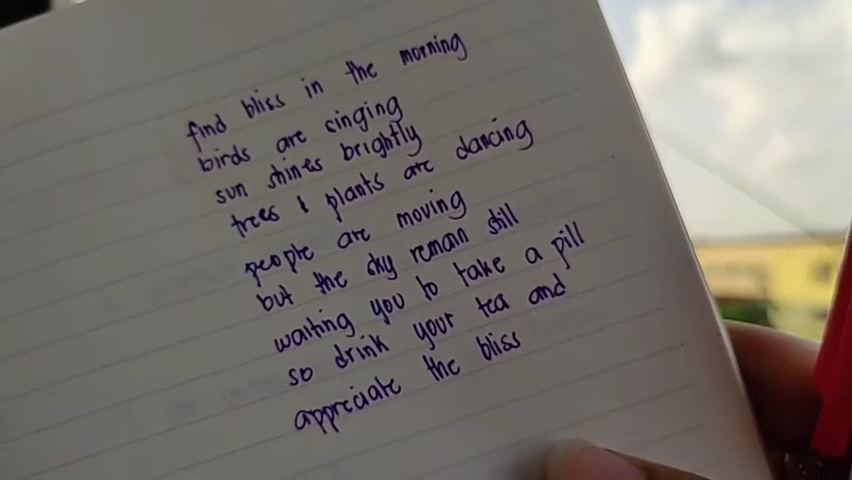 find bliss in the morning
birds are cinging
sun shines brightly
trees & plants are dancing
people are moving
but the sky remain still
waiting you to take a pill
so drink your tea and
appreciate the bliss